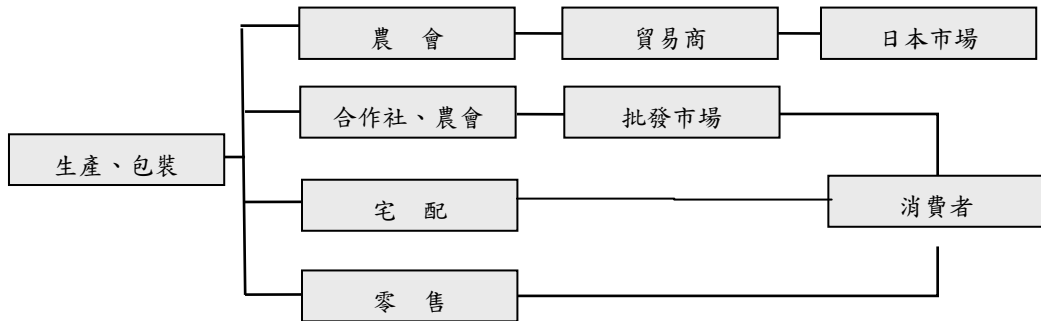 農 會
貿易商
日本市場
合作社、農會
批發市場
生產、包裝
宅 配
消費者
零 售